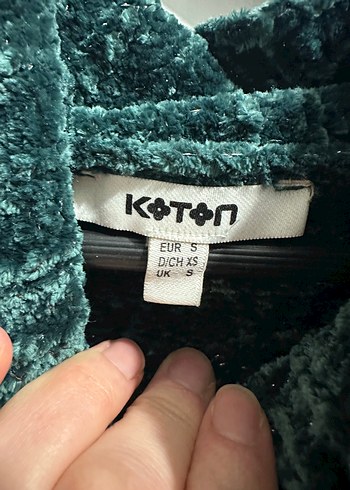 KOTON
EUR S
D/CH XS
UK S